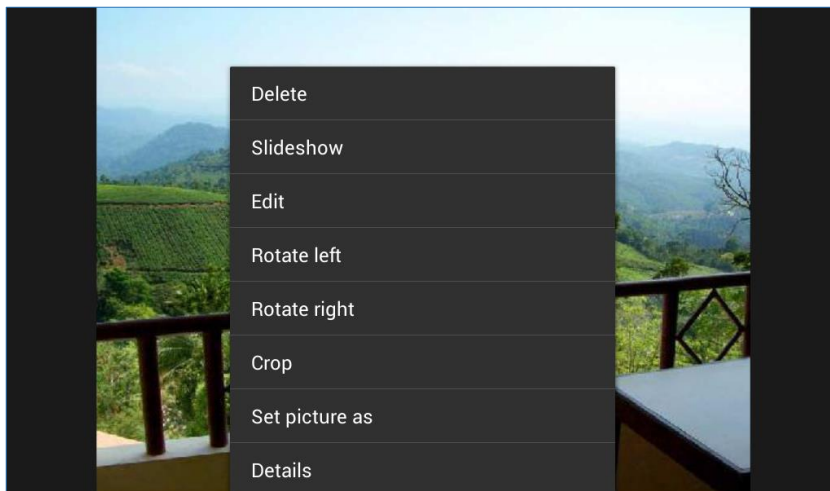 Delete
Slideshow
Edit
Rotate left
Rotate right
Crop
Set picture as
Details